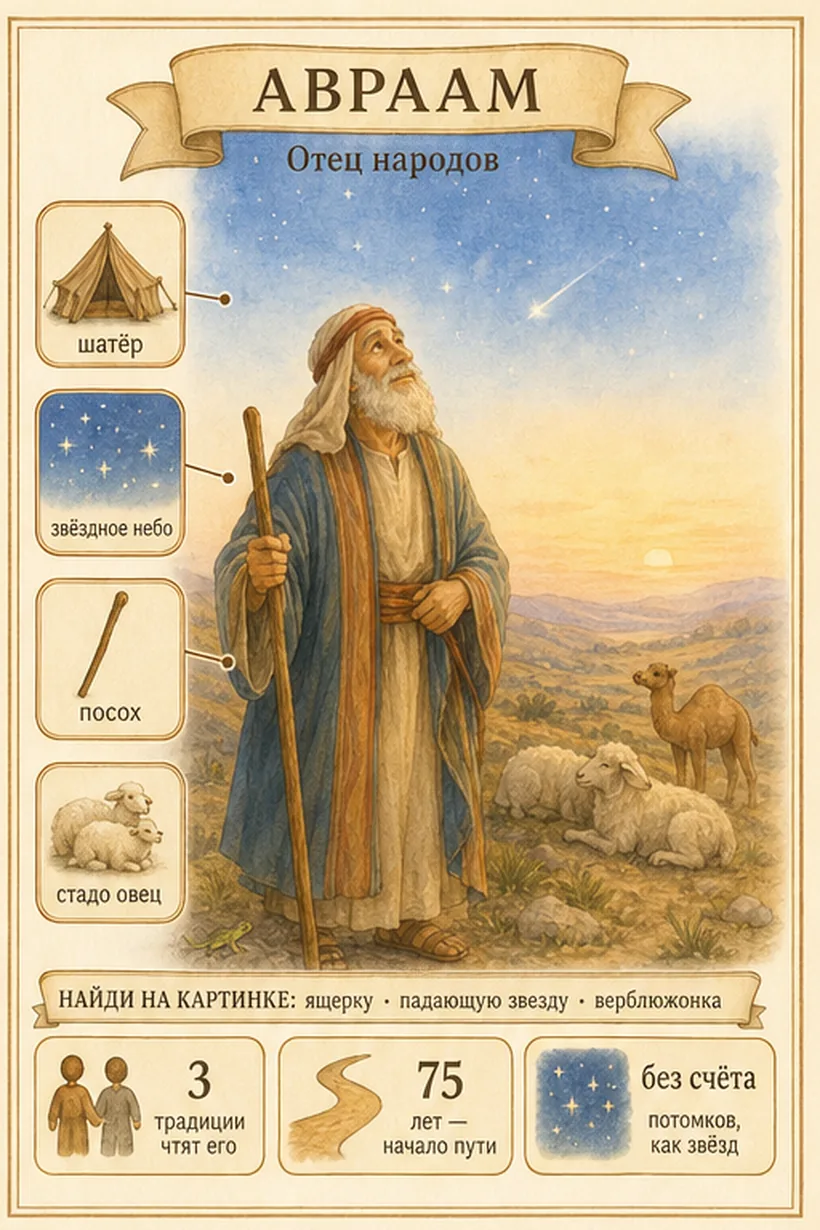 АВРААМ
Отец народов
шатёр
звёздное небо
посох
стадо овец
НАЙДИ НА КАРТИНКЕ: ящерку • падающую звезду • верблюжонка
3
традиции
чтят его
75
лет —
начало пути
без счёта
потомков,
как звёзд